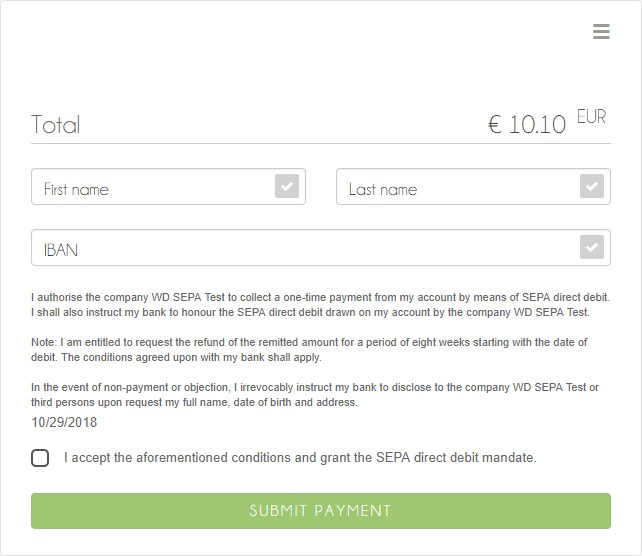 Total € 10.10 EUR
First name Last name
IBAN
I authorise the company WD SEPA Test to collect a one-time payment from my account by means of SEPA direct debit.
I shall also instruct my bank to honour the SEPA direct debit drawn on my account by the company WD SEPA Test.
Note: I am entitled to request the refund of the remitted amount for a period of eight weeks starting with the date of
debit. The conditions agreed upon with my bank shall apply.
In the event of non-payment or objection, I irrevocably instruct my bank to disclose to the company WD SEPA Test or
third persons upon request my full name, date of birth and address.
10/29/2018
I accept the aforementioned conditions and grant the SEPA direct debit mandate.
SUBMIT PAYMENT